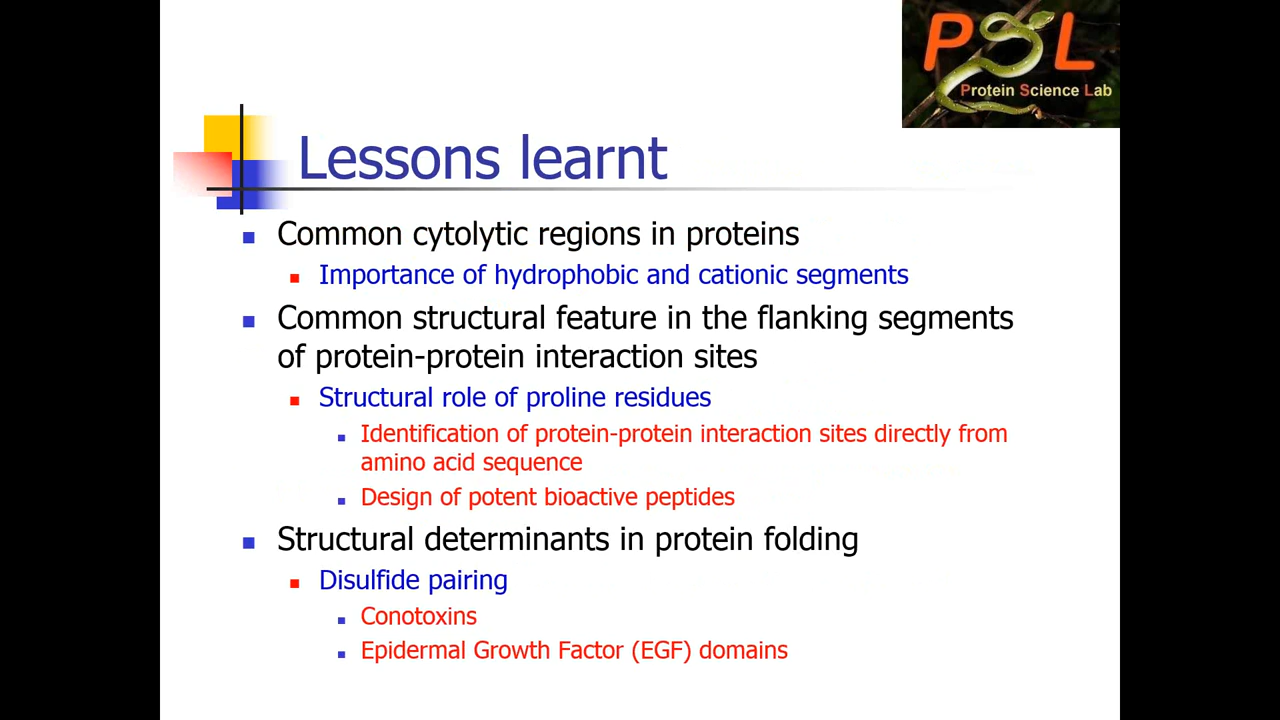 PSL
Protein Science Lab
Lessons learnt
Common cytolytic regions in proteins
Importance of hydrophobic and cationic segments
Common structural feature in the flanking segments
of protein-protein interaction sites
Structural role of proline residues
Identification of protein-protein interaction sites directly from
amino acid sequence
Design of potent bioactive peptides
Structural determinants in protein folding
Disulfide pairing
Conotoxins
Epidermal Growth Factor (EGF) domains